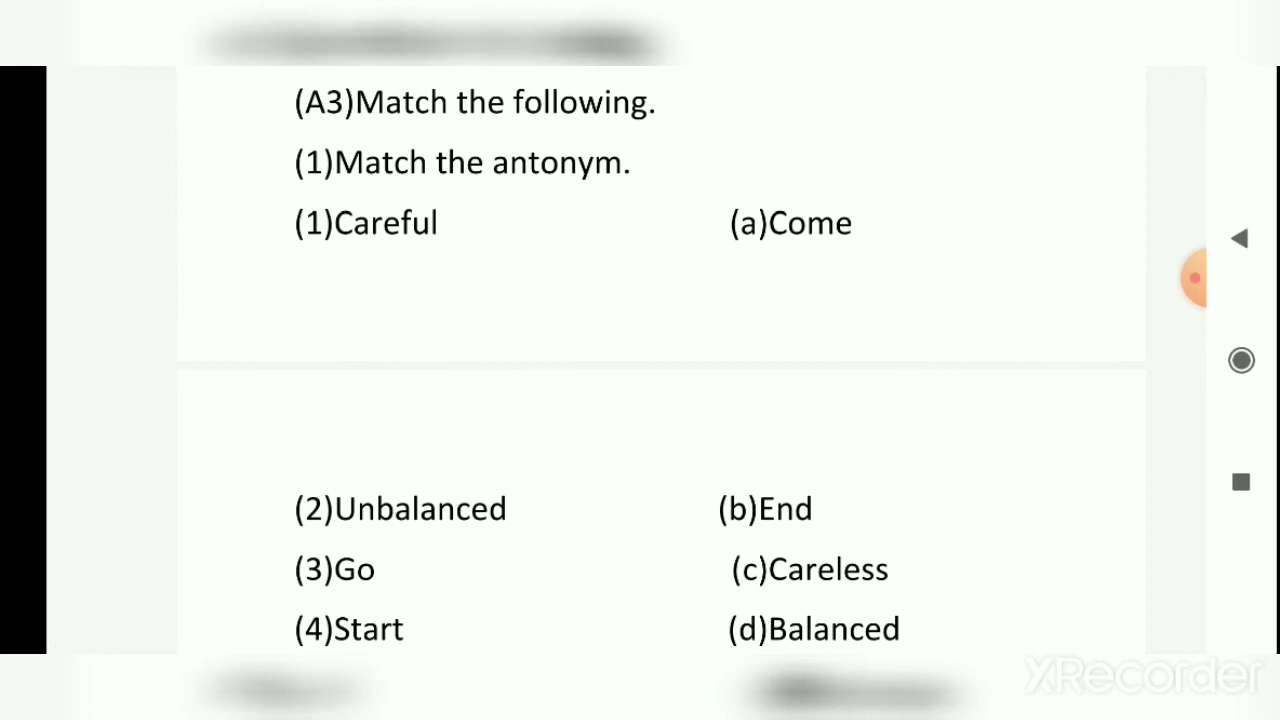 (A3)Match the following.
(1)Match the antonym.
(1)Careful (a)Come
(2)Unbalanced (b)End
(3)Go (c)Careless
(4)Start (d)Balanced
XRecorder